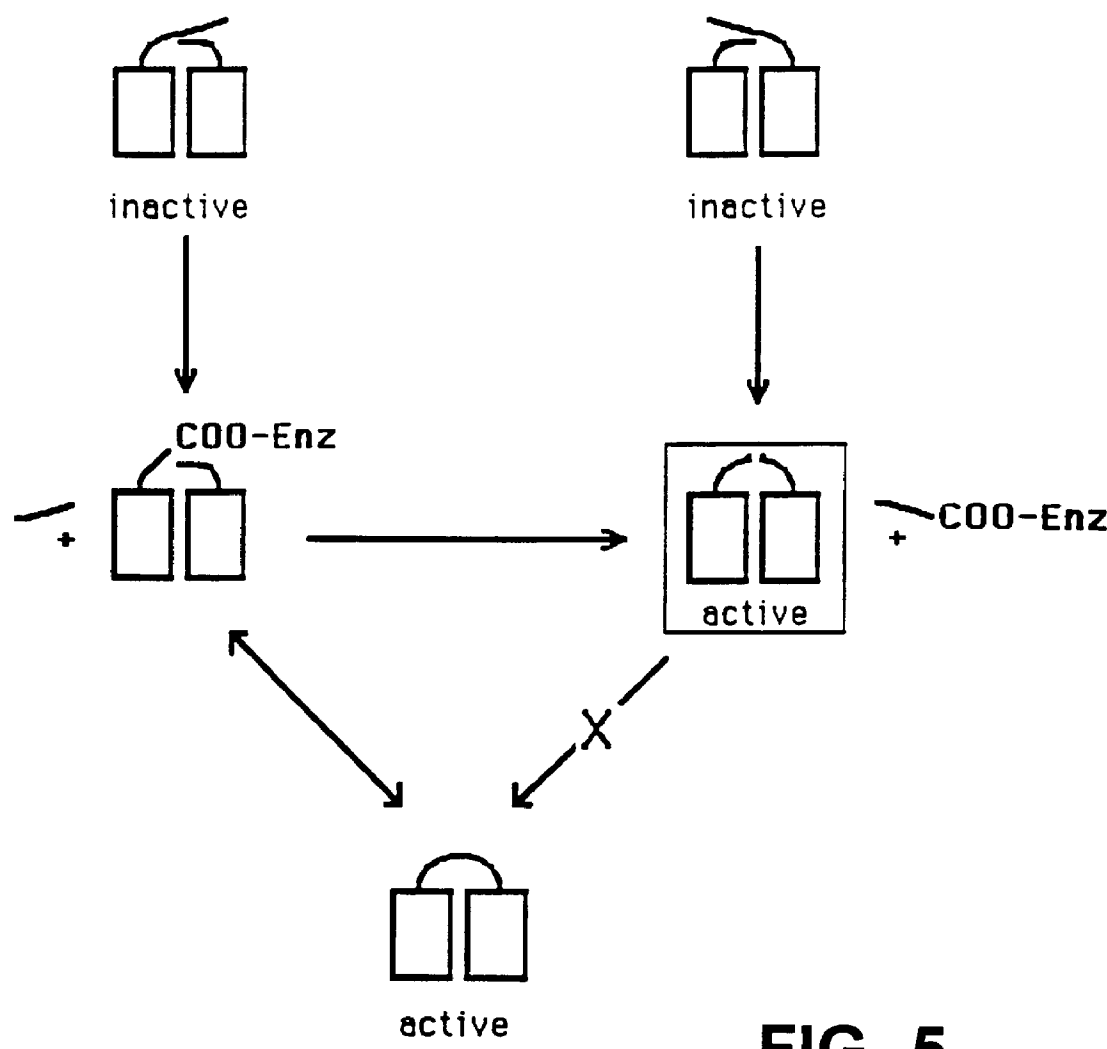 inactive
inactive
COO-Enz
+
+
COO-Enz
active
X
active
FIG. 5